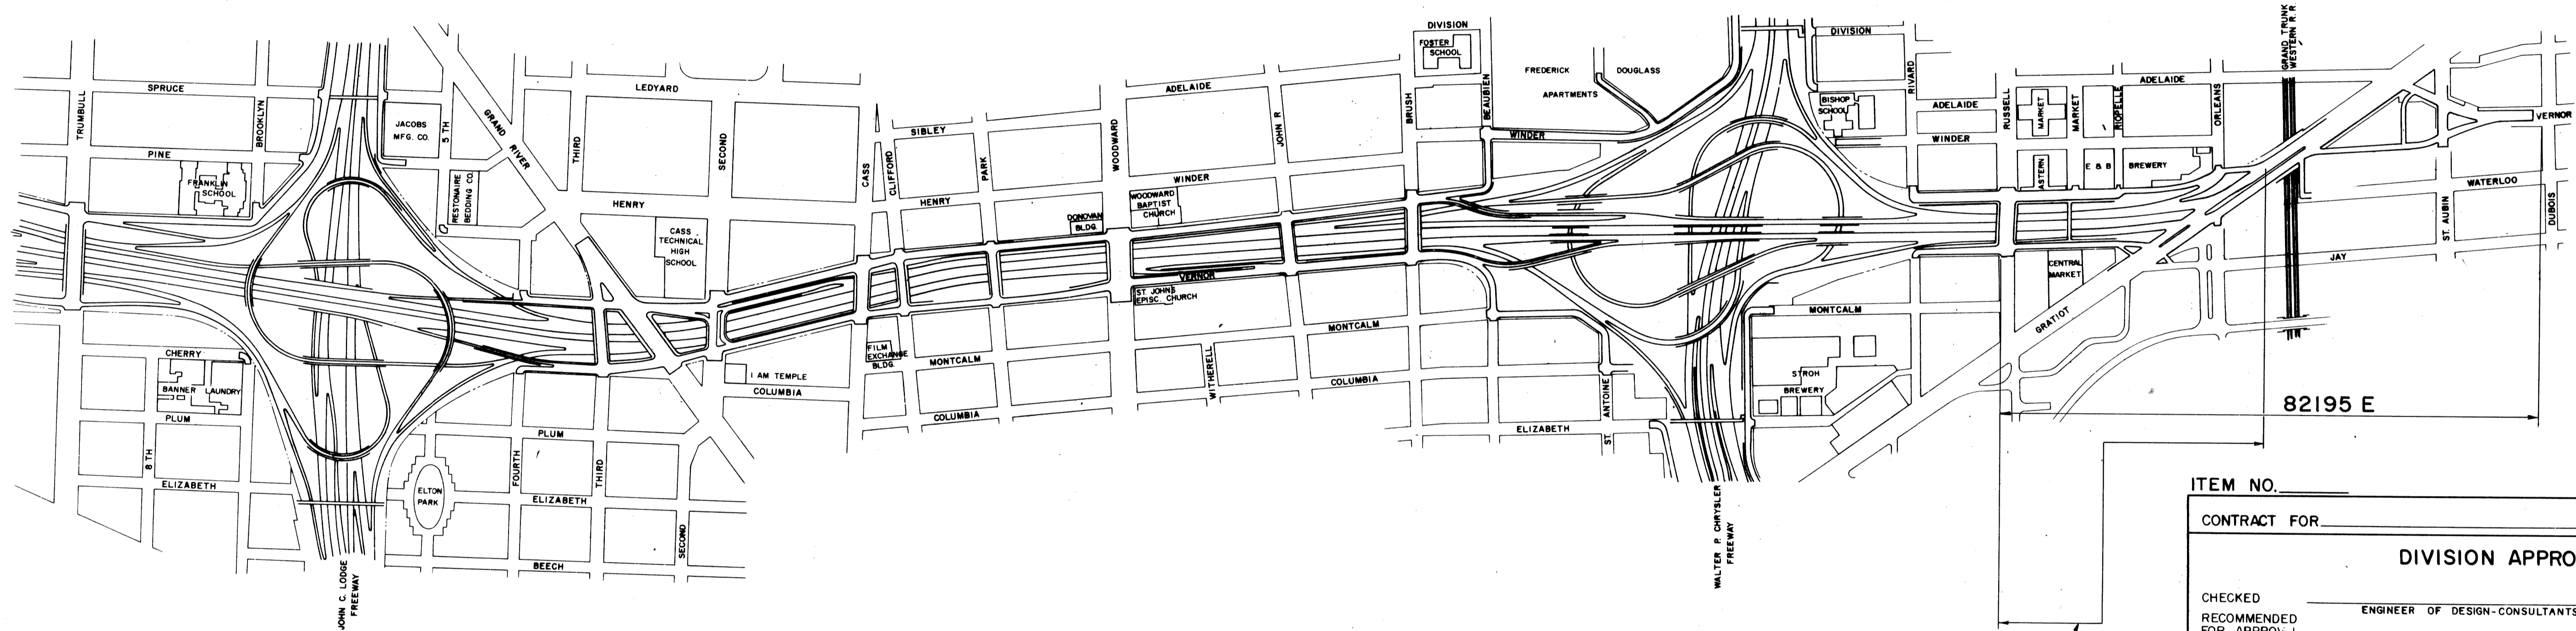 SPRUCE
TRUMBULL
BROOKLYN
PINE
FRANKLIN
SCHOOL
JACOBS
MFG. CO.
5 TH
GRAND
RIVER
RESTONAIRE
BEDDING CO.
THIRD
LEDYARD
SECOND
HENRY
CASS
TECHNICAL
HIGH
SCHOOL
CASS
CLIFFORD
SIBLEY
PARK
HENRY
WOODWARD
DONOVAN
BLDG.
ADELAIDE
WINDER
WOODWARD
BAPTIST
CHURCH
JOHN R
VERNOR
ST. JOHNS
EPISC. CHURCH
DIVISION
FOSTER
SCHOOL
BRUSH
BEAUBIEN
FREDERICK DOUGLASS
APARTMENTS
WINDER
DIVISION
BISHOP
SCHOOL
RIVARD
ADELAIDE
WINDER
RUSSELL
MARKET
MARKET
RIOPELLE
ADELAIDE
ASTERN
E & B BREWERY
ORLEANS
GRAND TRUNK
WESTERN R.R.
VERNOR
WATERLOO
ST. AUBIN
DUBOIS
JAY
CENTRAL
MARKET
GRATIOT
MONTCALM
STROH
BREWERY
CHERRY
BANNER LAUNDRY
PLUM
8 TH
ELIZABETH
ELTON
PARK
FOURTH
PLUM
THIRD
ELIZABETH
SECOND
BEECH
JOHN C. LODGE
FREEWAY
I AM TEMPLE
COLUMBIA
FILM
EXCHANGE
BLDG.
MONTCALM
COLUMBIA
WITHERELL
MONTCALM
COLUMBIA
ELIZABETH
ST. ANTOINE
WALTER P. CHRYSLER
FREEWAY
82195 E
ITEM NO.
CONTRACT FOR
DIVISION APPRO
CHECKED
ENGINEER OF DESIGN-CONSULTANTS
RECOMMENDED
FOR APPROV